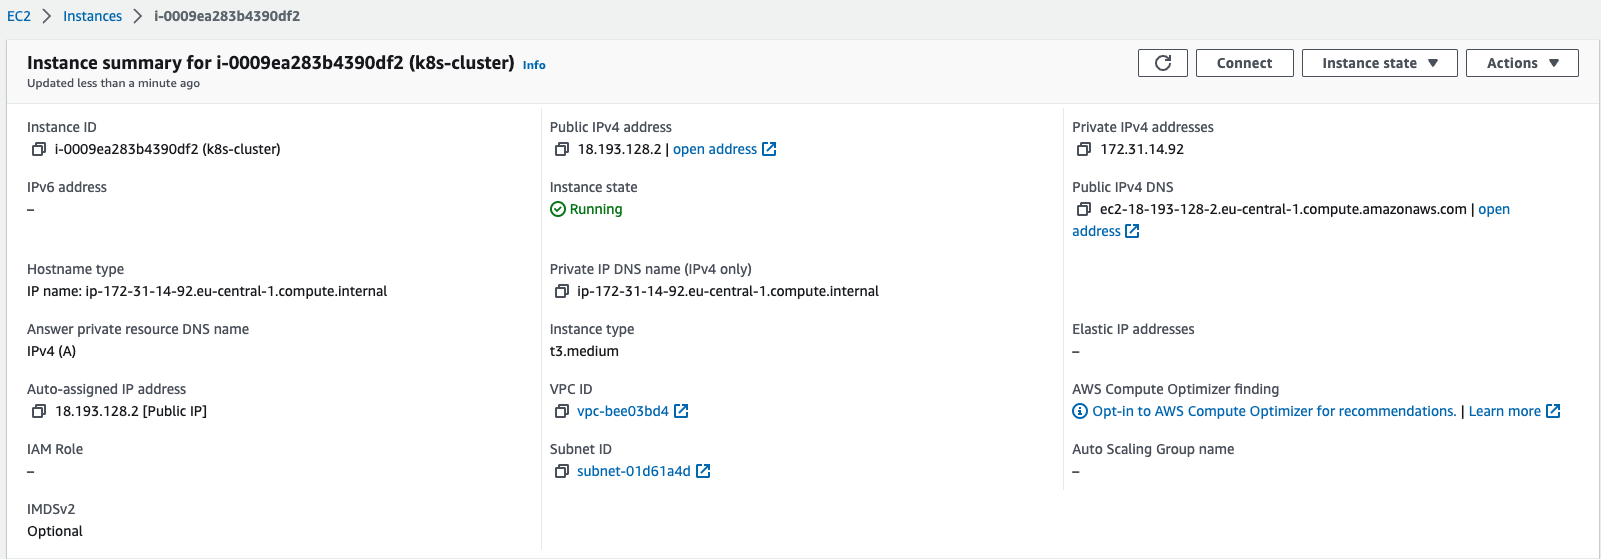 EC2 > Instances > i-0009ea283b4390df2
Instance summary for i-0009ea283b4390df2 (k8s-cluster) Info
Updated less than a minute ago
Connect
Instance state
Actions
Instance ID
i-0009ea283b4390df2 (k8s-cluster)
Public IPv4 address
18.193.128.2 | open address
Private IPv4 addresses
172.31.14.92
IPv6 address
–
Instance state
Running
Public IPv4 DNS
ec2-18-193-128-2.eu-central-1.compute.amazonaws.com | open
address
Hostname type
IP name: ip-172-31-14-92.eu-central-1.compute.internal
Private IP DNS name (IPv4 only)
ip-172-31-14-92.eu-central-1.compute.internal
Answer private resource DNS name
IPv4 (A)
Instance type
t3.medium
Elastic IP addresses
–
Auto-assigned IP address
18.193.128.2 [Public IP]
VPC ID
vpc-bee03bd4
AWS Compute Optimizer finding
Opt-in to AWS Compute Optimizer for recommendations. | Learn more
IAM Role
–
Subnet ID
subnet-01d61a4d
Auto Scaling Group name
–
IMDSv2
Optional